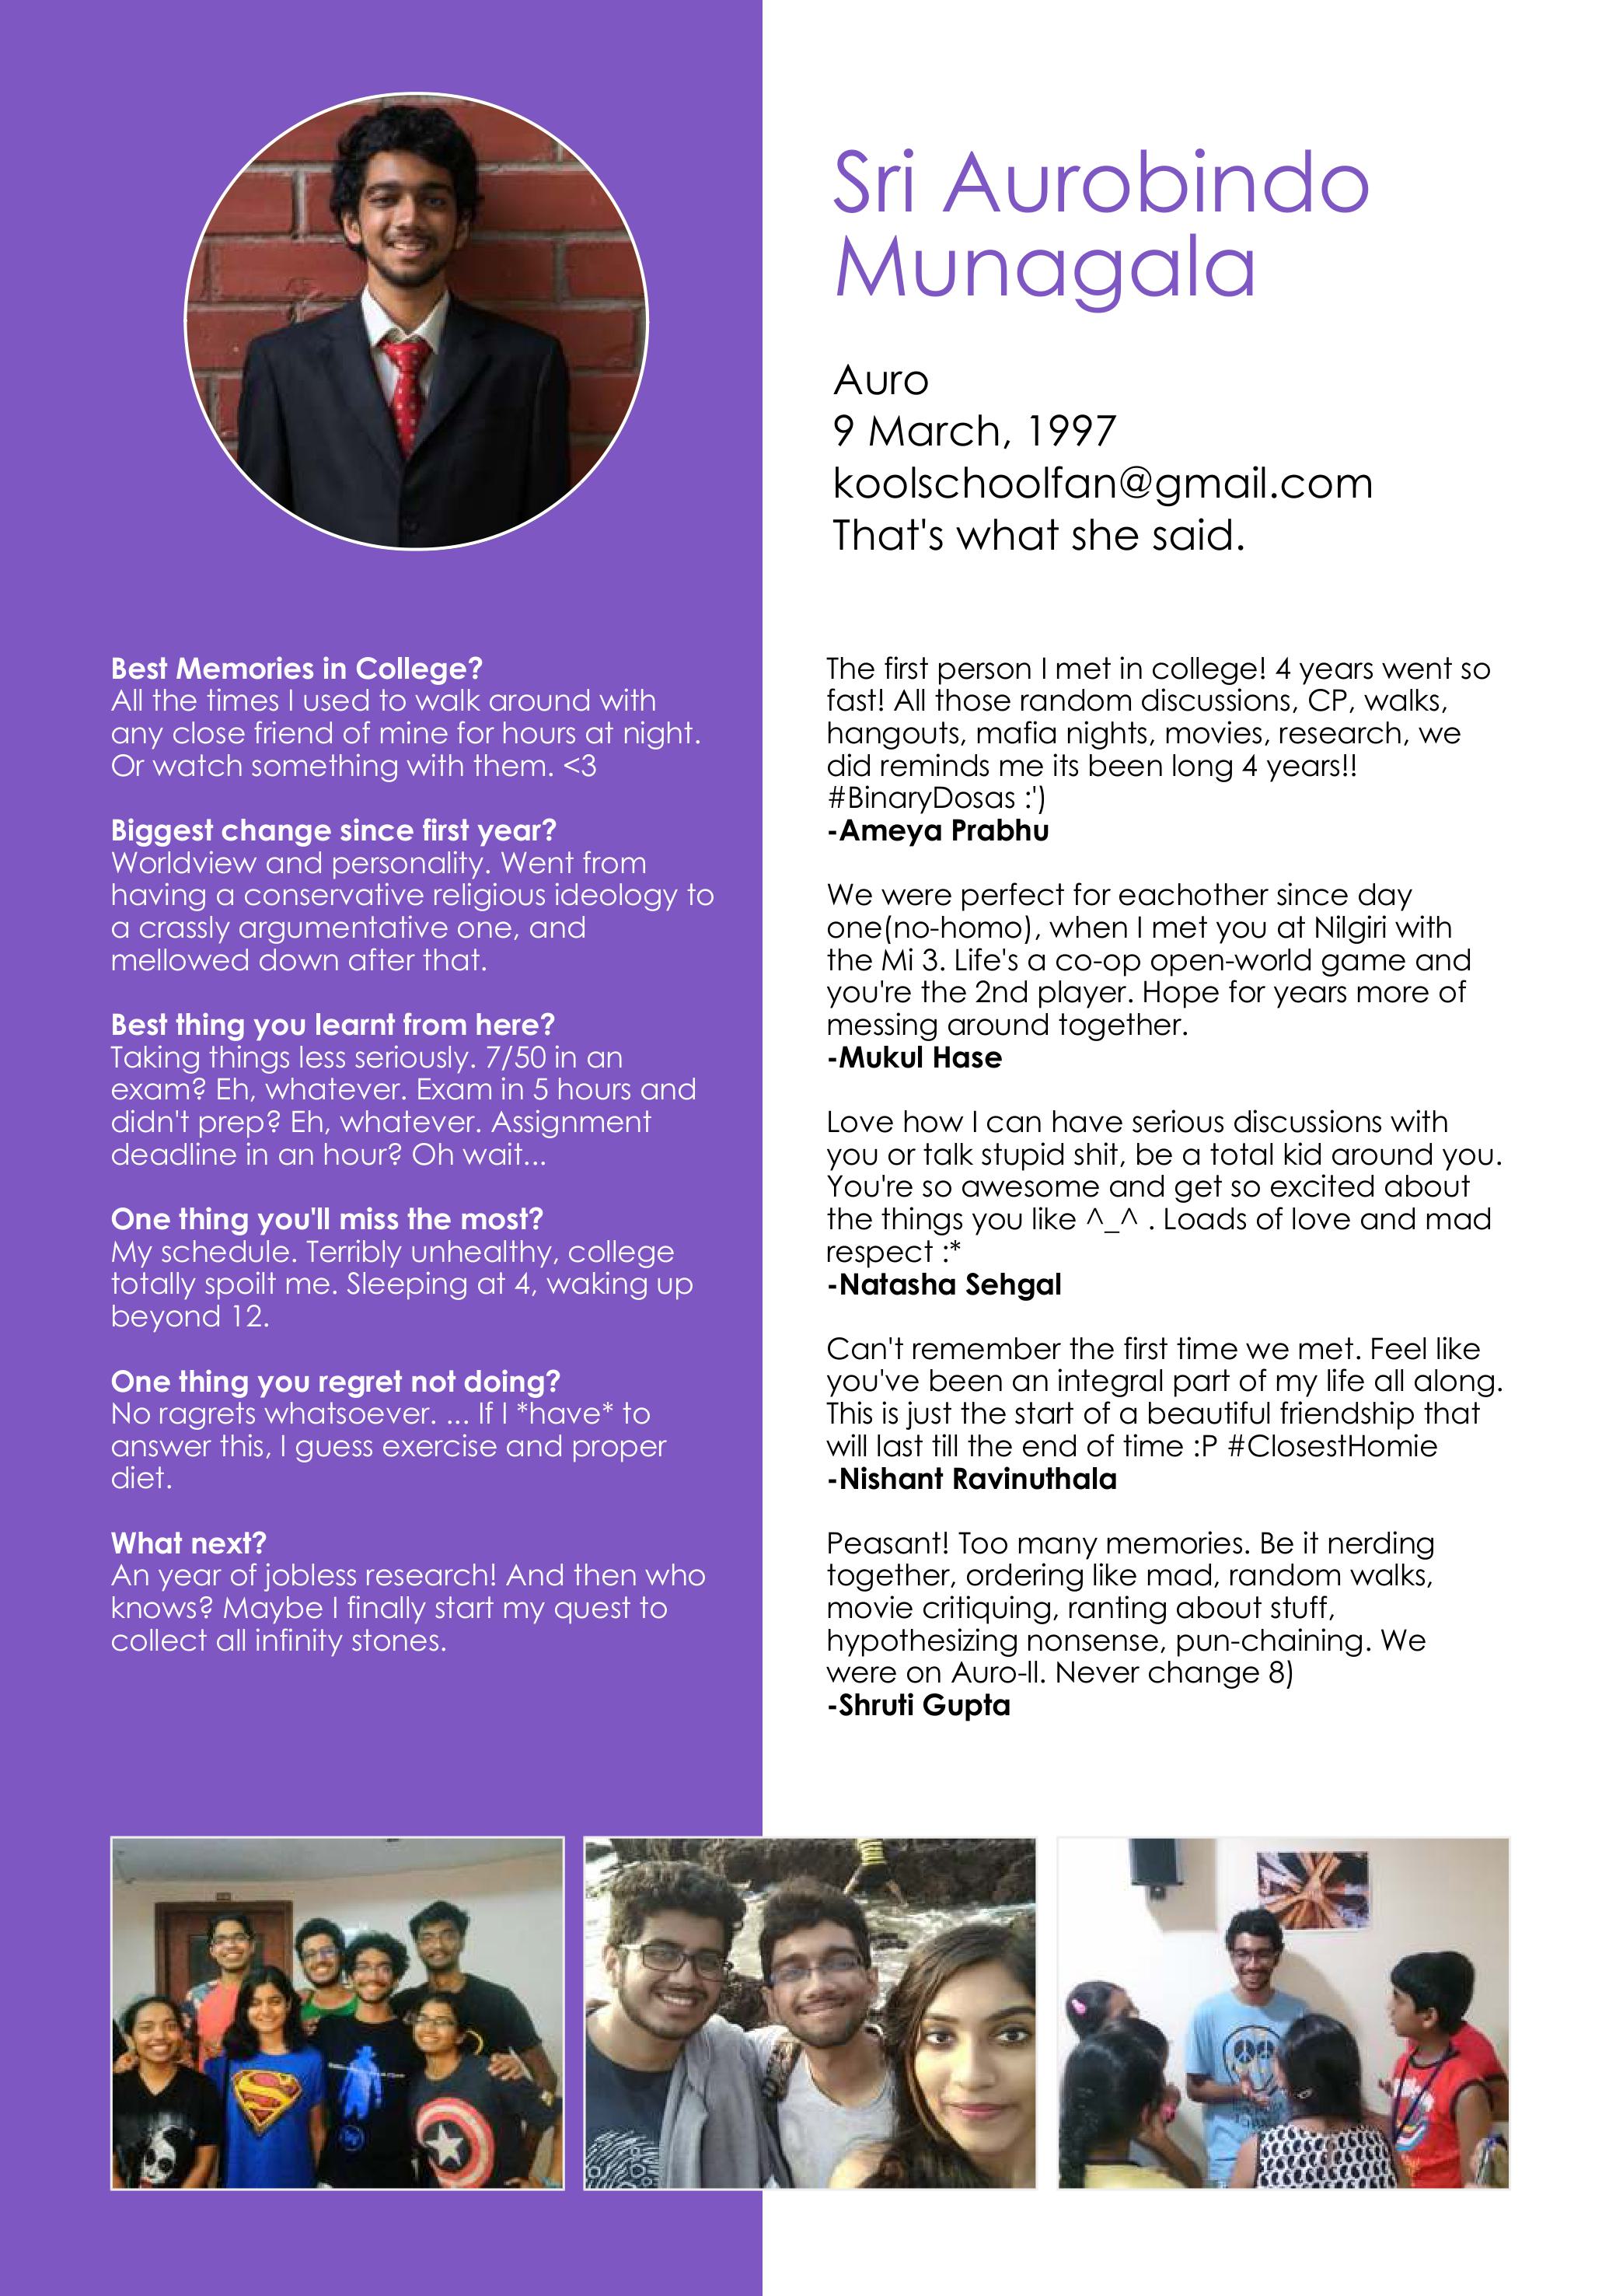 Sri Aurobindo
Munagala
Auro
9 March, 1997
koolschoolfan@gmail.com
That's what she said.
Best Memories in College?
All the times I used to walk around with
any close friend of mine for hours at night.
Or watch something with them. <3
Biggest change since first year?
Worldview and personality. Went from
having a conservative religious ideology to
a crassly argumentative one, and
mellowed down after that.
Best thing you learnt from here?
Taking things less seriously. 7/50 in an
exam? Eh, whatever. Exam in 5 hours and
didn't prep? Eh, whatever. Assignment
deadline in an hour? Oh wait...
One thing you'll miss the most?
My schedule. Terribly unhealthy, college
totally spoilt me. Sleeping at 4, waking up
beyond 12.
One thing you regret not doing?
No ragrets whatsoever. ... If I *have* to
answer this, I guess exercise and proper
diet.
What next?
An year of jobless research! And then who
knows? Maybe I finally start my quest to
collect all infinity stones.
The first person I met in college! 4 years went so
fast! All those random discussions, CP, walks,
hangouts, mafia nights, movies, research, we
did reminds me its been long 4 years!!
#BinaryDosas :')
-Ameya Prabhu
We were perfect for eachother since day
one(no-homo), when I met you at Nilgiri with
the Mi 3. Life's a co-op open-world game and
you're the 2nd player. Hope for years more of
messing around together.
-Mukul Hase
Love how I can have serious discussions with
you or talk stupid shit, be a total kid around you.
You're so awesome and get so excited about
the things you like ^_^ . Loads of love and mad
respect :*
-Natasha Sehgal
Can't remember the first time we met. Feel like
you've been an integral part of my life all along.
This is just the start of a beautiful friendship that
will last till the end of time :P #ClosestHomie
-Nishant Ravinuthala
Peasant! Too many memories. Be it nerding
together, ordering like mad, random walks,
movie critiquing, ranting about stuff,
hypothesizing nonsense, pun-chaining. We
were on Auro-ll. Never change 8)
-Shruti Gupta